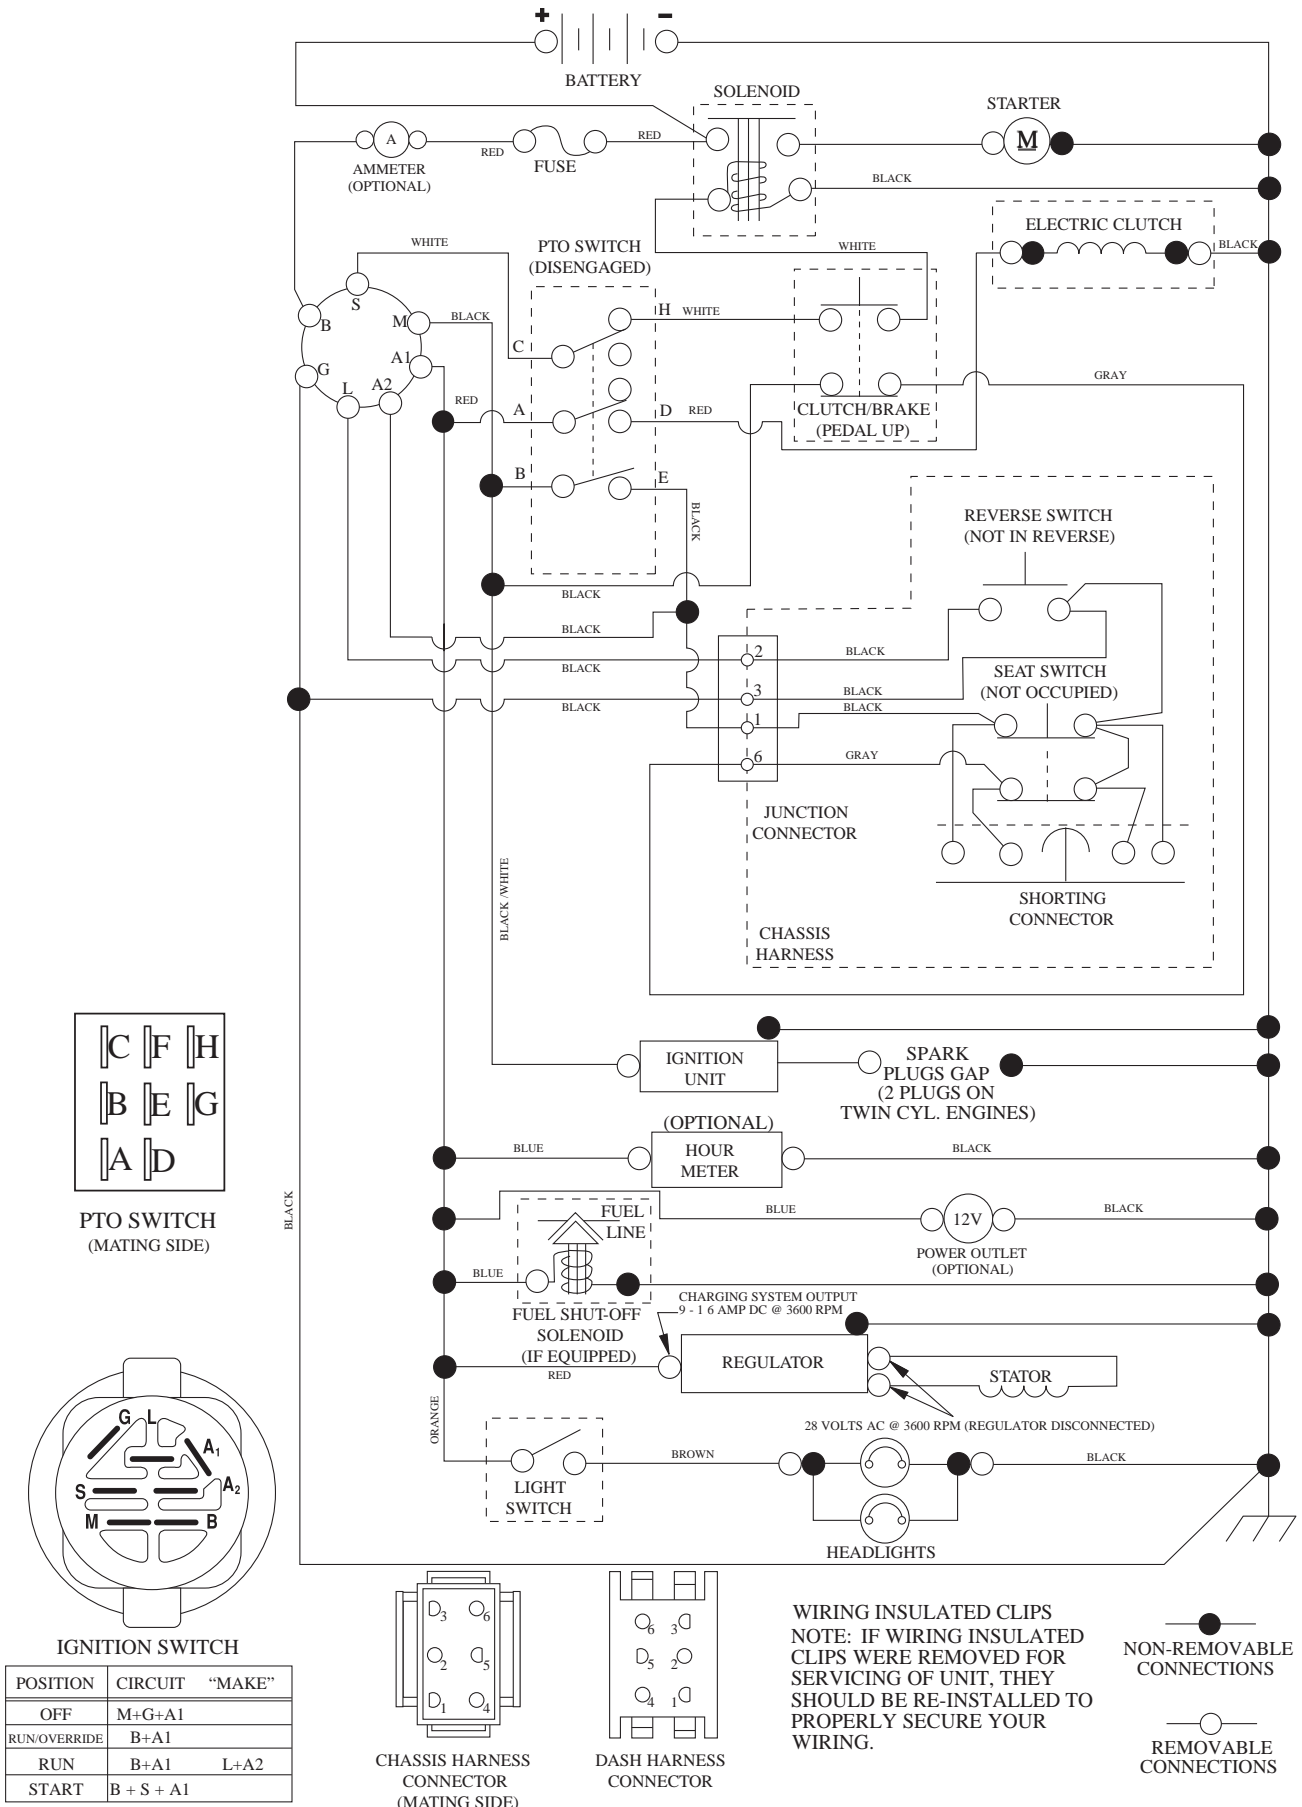 + −
BATTERY
SOLENOID
STARTER
M
A
AMMETER
(OPTIONAL)
RED
FUSE
RED
BLACK
ELECTRIC CLUTCH
BLACK
WHITE
PTO SWITCH
(DISENGAGED)
WHITE
S
B
M
BLACK
G
A1
L
A2
RED
C
H
WHITE
A
D
RED
B
E
BLACK
CLUTCH/BRAKE
(PEDAL UP)
GRAY
REVERSE SWITCH
(NOT IN REVERSE)
BLACK
BLACK
BLACK
BLACK
2
BLACK
3
BLACK
1
BLACK
6
GRAY
SEAT SWITCH
(NOT OCCUPIED)
JUNCTION
CONNECTOR
SHORTING
CONNECTOR
CHASSIS
HARNESS
BLACK /WHITE
IGNITION
UNIT
SPARK
PLUGS GAP
(2 PLUGS ON
TWIN CYL. ENGINES)
(OPTIONAL)
HOUR
METER
BLUE
BLACK
BLACK
FUEL
LINE
BLUE
12V
BLACK
POWER OUTLET
(OPTIONAL)
BLUE
FUEL SHUT-OFF
SOLENOID
(IF EQUIPPED)
CHARGING SYSTEM OUTPUT
9 - 1 6 AMP DC @ 3600 RPM
RED
REGULATOR
STATOR
28 VOLTS AC @ 3600 RPM (REGULATOR DISCONNECTED)
ORANGE
LIGHT
SWITCH
BROWN
BLACK
HEADLIGHTS
C F H
B E G
A D
PTO SWITCH
(MATING SIDE)
G L
A1
A2
S
M B
IGNITION SWITCH
POSITION CIRCUIT “MAKE”
OFF M+G+A1
RUN/OVERRIDE B+A1
RUN B+A1 L+A2
START B + S + A1
3 6
2 5
1 4
CHASSIS HARNESS
CONNECTOR
(MATING SIDE)
6 3
5 2
4 1
DASH HARNESS
CONNECTOR
WIRING INSULATED CLIPS
NOTE: IF WIRING INSULATED
CLIPS WERE REMOVED FOR
SERVICING OF UNIT, THEY
SHOULD BE RE-INSTALLED TO
PROPERLY SECURE YOUR
WIRING.
NON-REMOVABLE
CONNECTIONS
REMOVABLE
CONNECTIONS